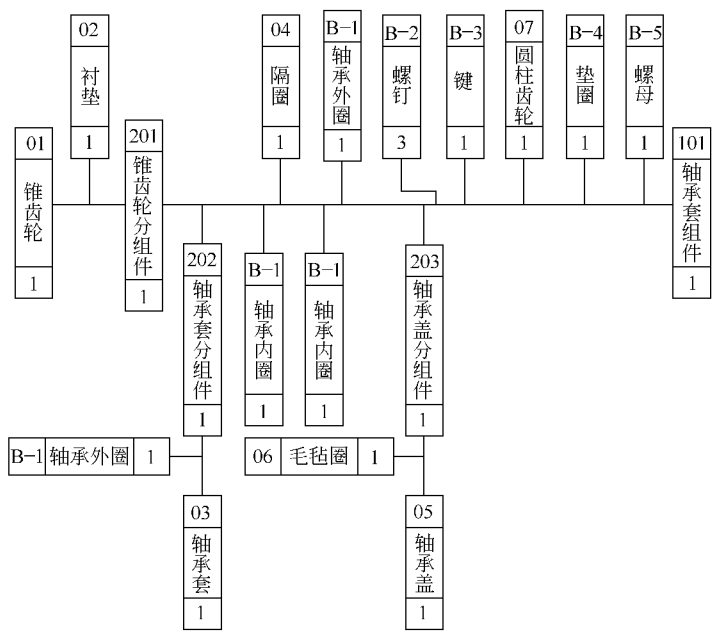 01
锥齿轮
1
02
衬垫
1
201
锥齿轮分组件
1
04
隔圈
1
B-1
轴承外圈
1
B-2
螺钉
3
B-3
键
1
07
圆柱齿轮
1
B-4
垫圈
1
B-5
螺母
1
101
轴承套组件
1
202
轴承套分组件
1
B-1
轴承内圈
1
B-1
轴承内圈
1
203
轴承盖分组件
1
B-1 轴承外圈 1
06 毛毡圈 1
03
轴承套
1
05
轴承盖
1